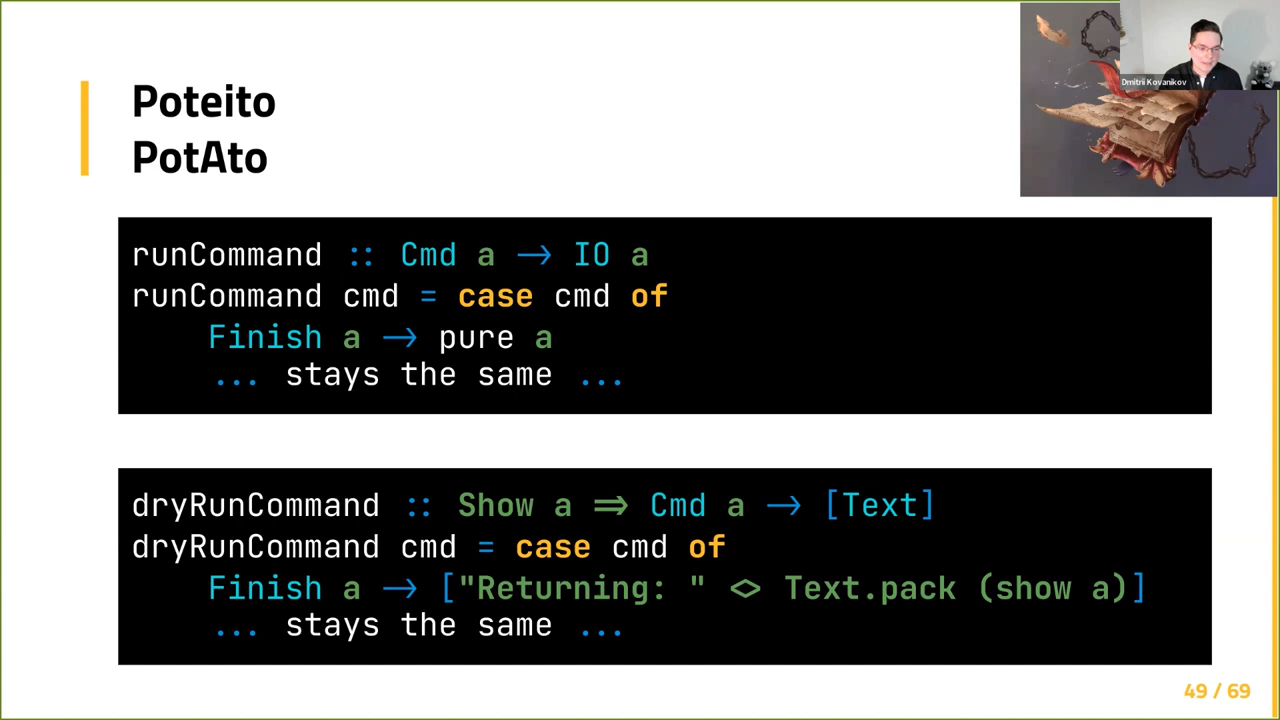 Poteito
PotAto
Dmitrii Kovanikov
runCommand :: Cmd a -> IO a
runCommand cmd = case cmd of
    Finish a -> pure a
    ... stays the same ...
dryRunCommand :: Show a => Cmd a -> [Text]
dryRunCommand cmd = case cmd of
    Finish a -> ["Returning: " <> Text.pack (show a)]
    ... stays the same ...
49 / 69